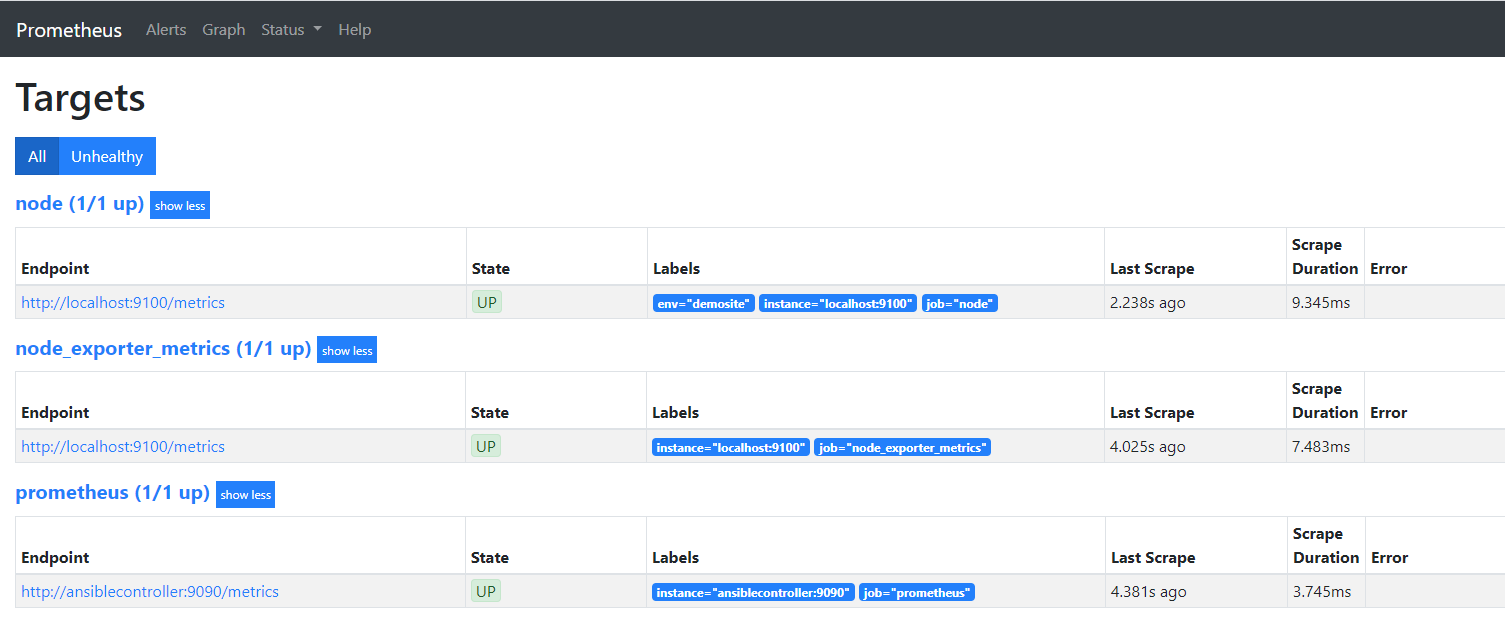 Prometheus Alerts Graph Status Help
Targets
All Unhealthy
node (1/1 up) show less
Endpoint State Labels Last Scrape Scrape Duration Error
http://localhost:9100/metrics UP env="demosite" instance="localhost:9100" job="node" 2.238s ago 9.345ms
node_exporter_metrics (1/1 up) show less
Endpoint State Labels Last Scrape Scrape Duration Error
http://localhost:9100/metrics UP instance="localhost:9100" job="node_exporter_metrics" 4.025s ago 7.483ms
prometheus (1/1 up) show less
Endpoint State Labels Last Scrape Scrape Duration Error
http://ansiblecontroller:9090/metrics UP instance="ansiblecontroller:9090" job="prometheus" 4.381s ago 3.745ms